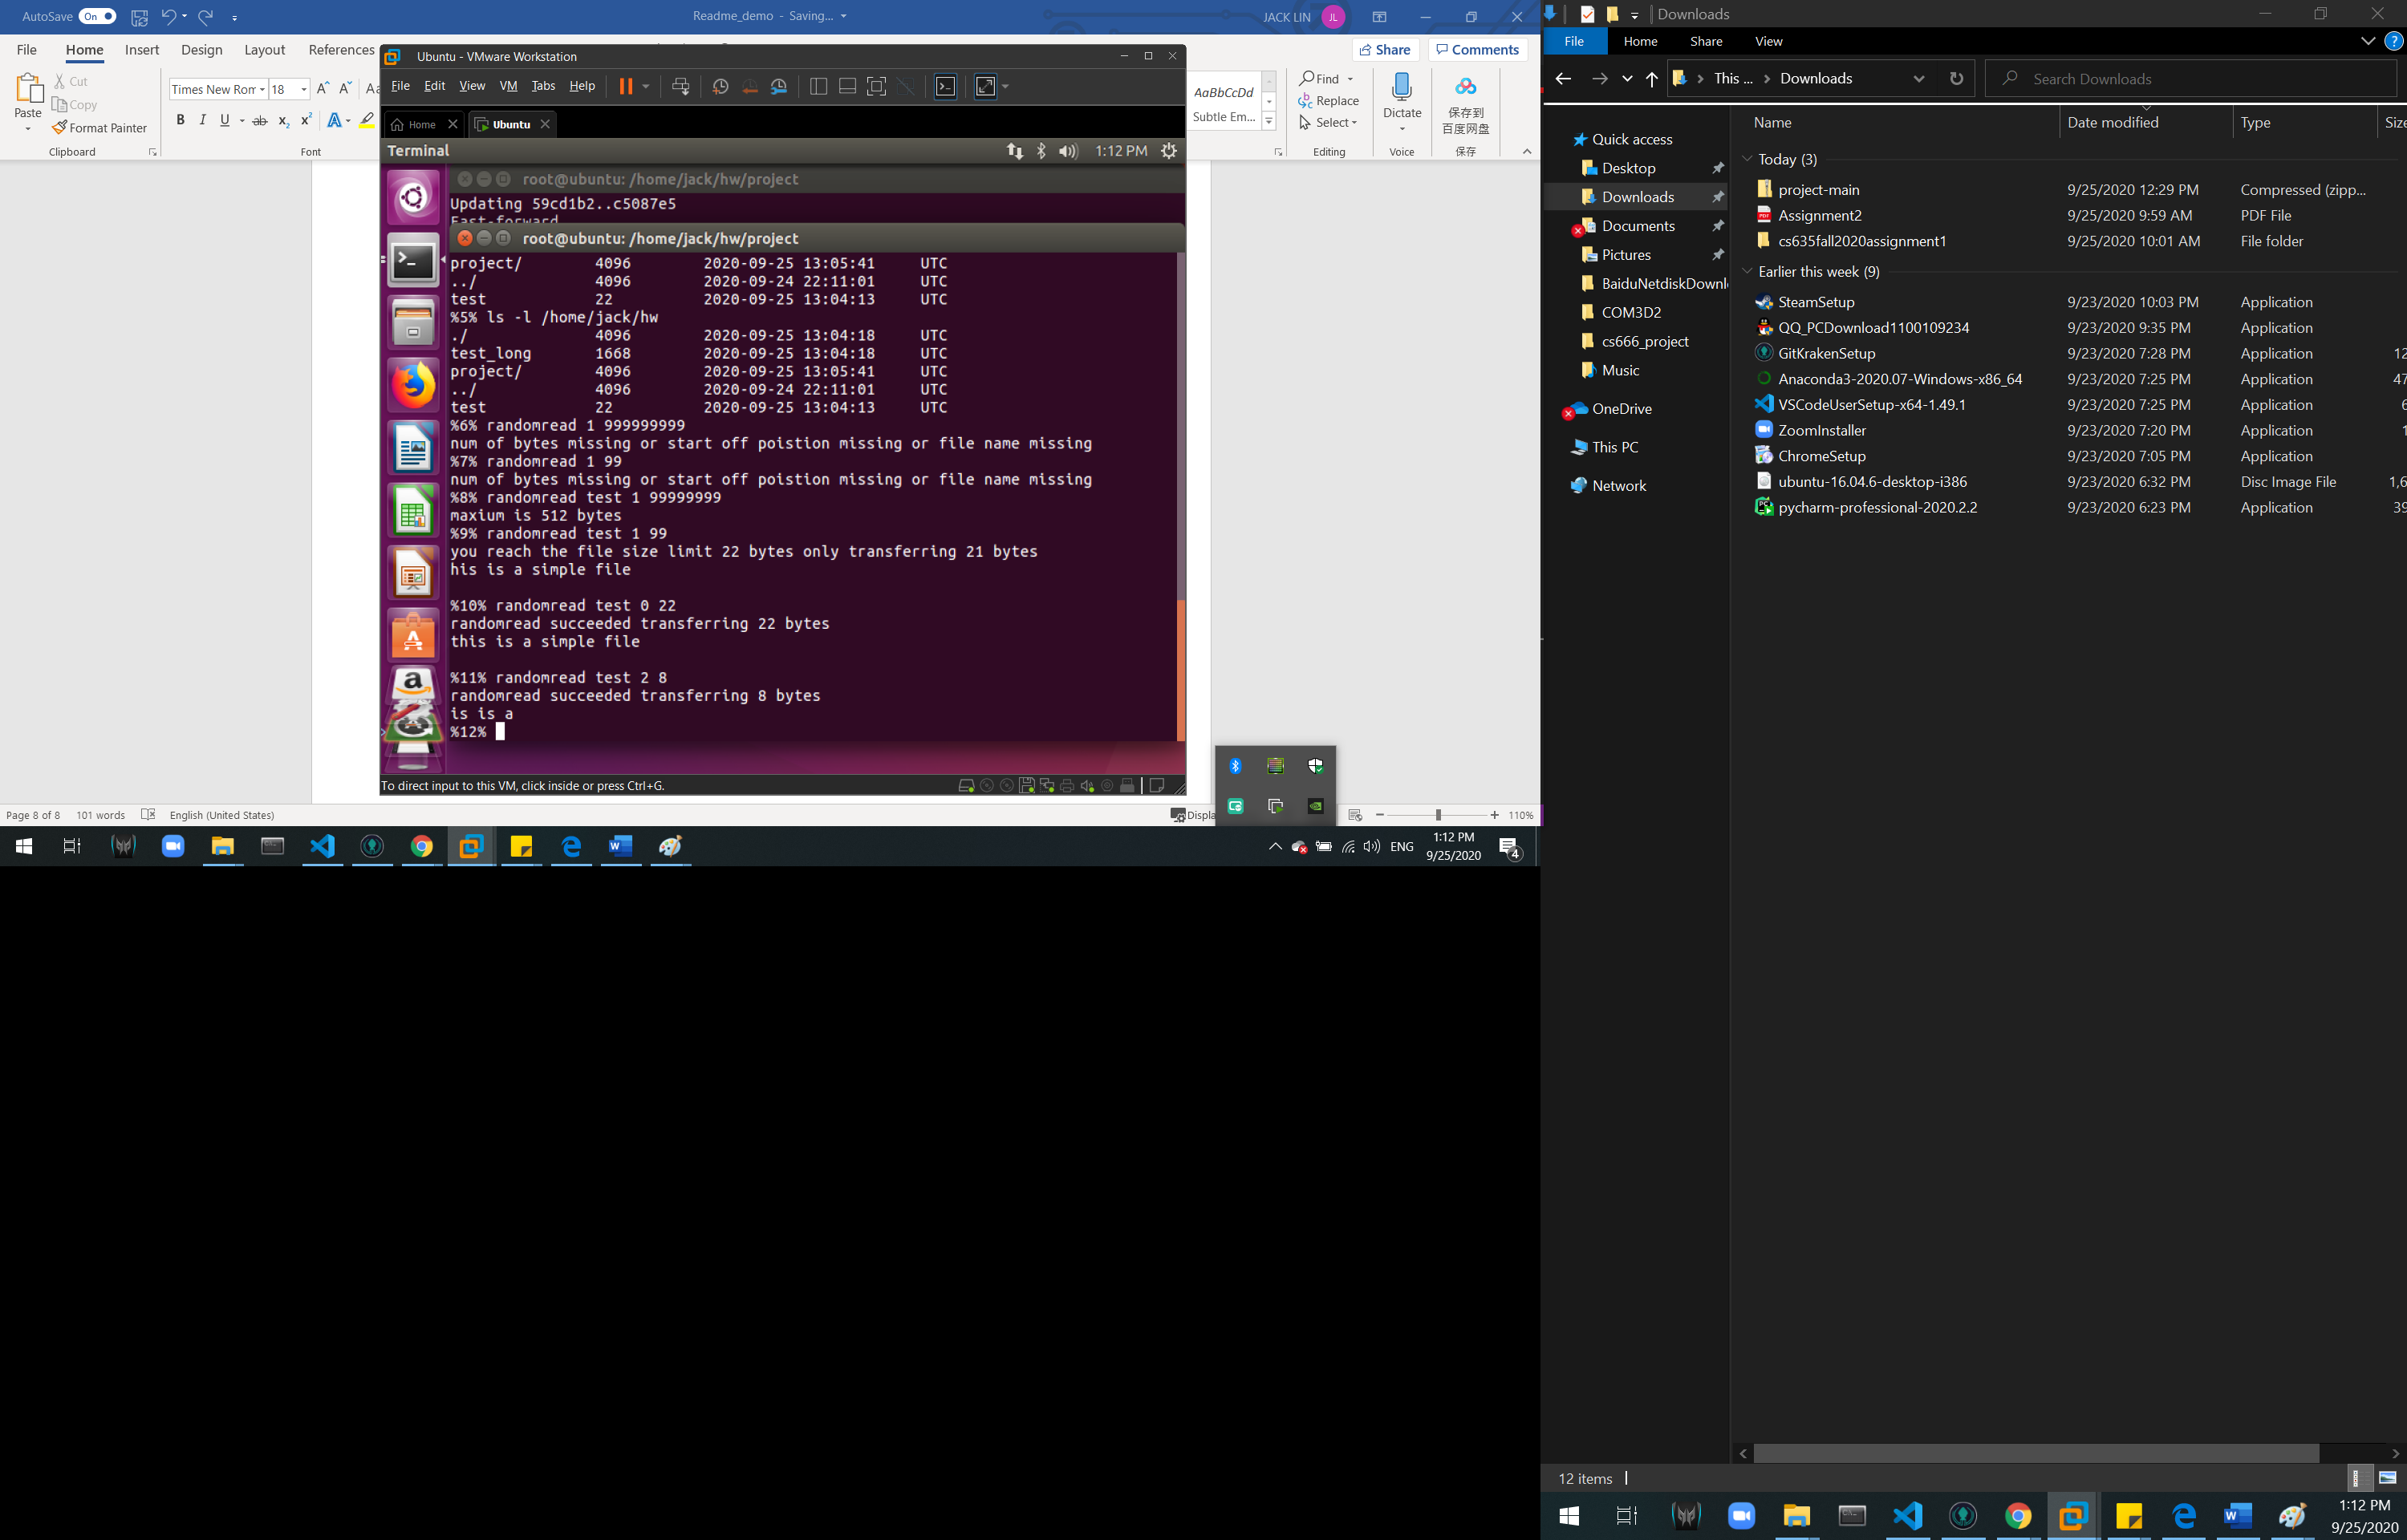 AutoSave On
Readme_demo - Saving...
JACK LIN JL
File Home Insert Design Layout References
Share Comments
Paste
Cut
Copy
Format Painter
Clipboard
Times New Ron 18
B I U ab
Font
AaBbCcDd
Subtle Em...
Find
Replace
Select
Editing
Dictate
Voice
保存到
百度网盘
保存
Ubuntu - VMware Workstation
File Edit View VM Tabs Help
Home Ubuntu
Terminal 1:12 PM
root@ubuntu: /home/jack/hw/project
Updating 59cd1b2..c5087e5
Fast-forward
root@ubuntu: /home/jack/hw/project
project/ 4096 2020-09-25 13:05:41 UTC
../ 4096 2020-09-24 22:11:01 UTC
test 22 2020-09-25 13:04:13 UTC
%5% ls -l /home/jack/hw
./ 4096 2020-09-25 13:04:18 UTC
test_long 1668 2020-09-25 13:04:18 UTC
project/ 4096 2020-09-25 13:05:41 UTC
../ 4096 2020-09-24 22:11:01 UTC
test 22 2020-09-25 13:04:13 UTC
%6% randomread 1 999999999
num of bytes missing or start off poistion missing or file name missing
%7% randomread 1 99
num of bytes missing or start off poistion missing or file name missing
%8% randomread test 1 99999999
maxium is 512 bytes
%9% randomread test 1 99
you reach the file size limit 22 bytes only transferring 21 bytes
his is a simple file
%10% randomread test 0 22
randomread succeeded transferring 22 bytes
this is a simple file
%11% randomread test 2 8
randomread succeeded transferring 8 bytes
is is a
%12%
To direct input to this VM, click inside or press Ctrl+G.
Page 8 of 8 101 words English (United States)
Displa
110%
ENG
1:12 PM
9/25/2020
4
Downloads
File Home Share View
This ... Downloads
Search Downloads
Quick access
Desktop
Downloads
Documents
Pictures
BaiduNetdiskDownl
COM3D2
cs666_project
Music
OneDrive
This PC
Network
Name Date modified Type Size
Today (3)
project-main 9/25/2020 12:29 PM Compressed (zipp...
Assignment2 9/25/2020 9:59 AM PDF File
cs635fall2020assignment1 9/25/2020 10:01 AM File folder
Earlier this week (9)
SteamSetup 9/23/2020 10:03 PM Application
QQ_PCDownload1100109234 9/23/2020 9:35 PM Application
GitKrakenSetup 9/23/2020 7:28 PM Application 12
Anaconda3-2020.07-Windows-x86_64 9/23/2020 7:25 PM Application 47
VSCodeUserSetup-x64-1.49.1 9/23/2020 7:25 PM Application 6
ZoomInstaller 9/23/2020 7:20 PM Application 1
ChromeSetup 9/23/2020 7:05 PM Application
ubuntu-16.04.6-desktop-i386 9/23/2020 6:32 PM Disc Image File 1,6
pycharm-professional-2020.2.2 9/23/2020 6:23 PM Application 39
12 items
1:12 PM
9/25/2020